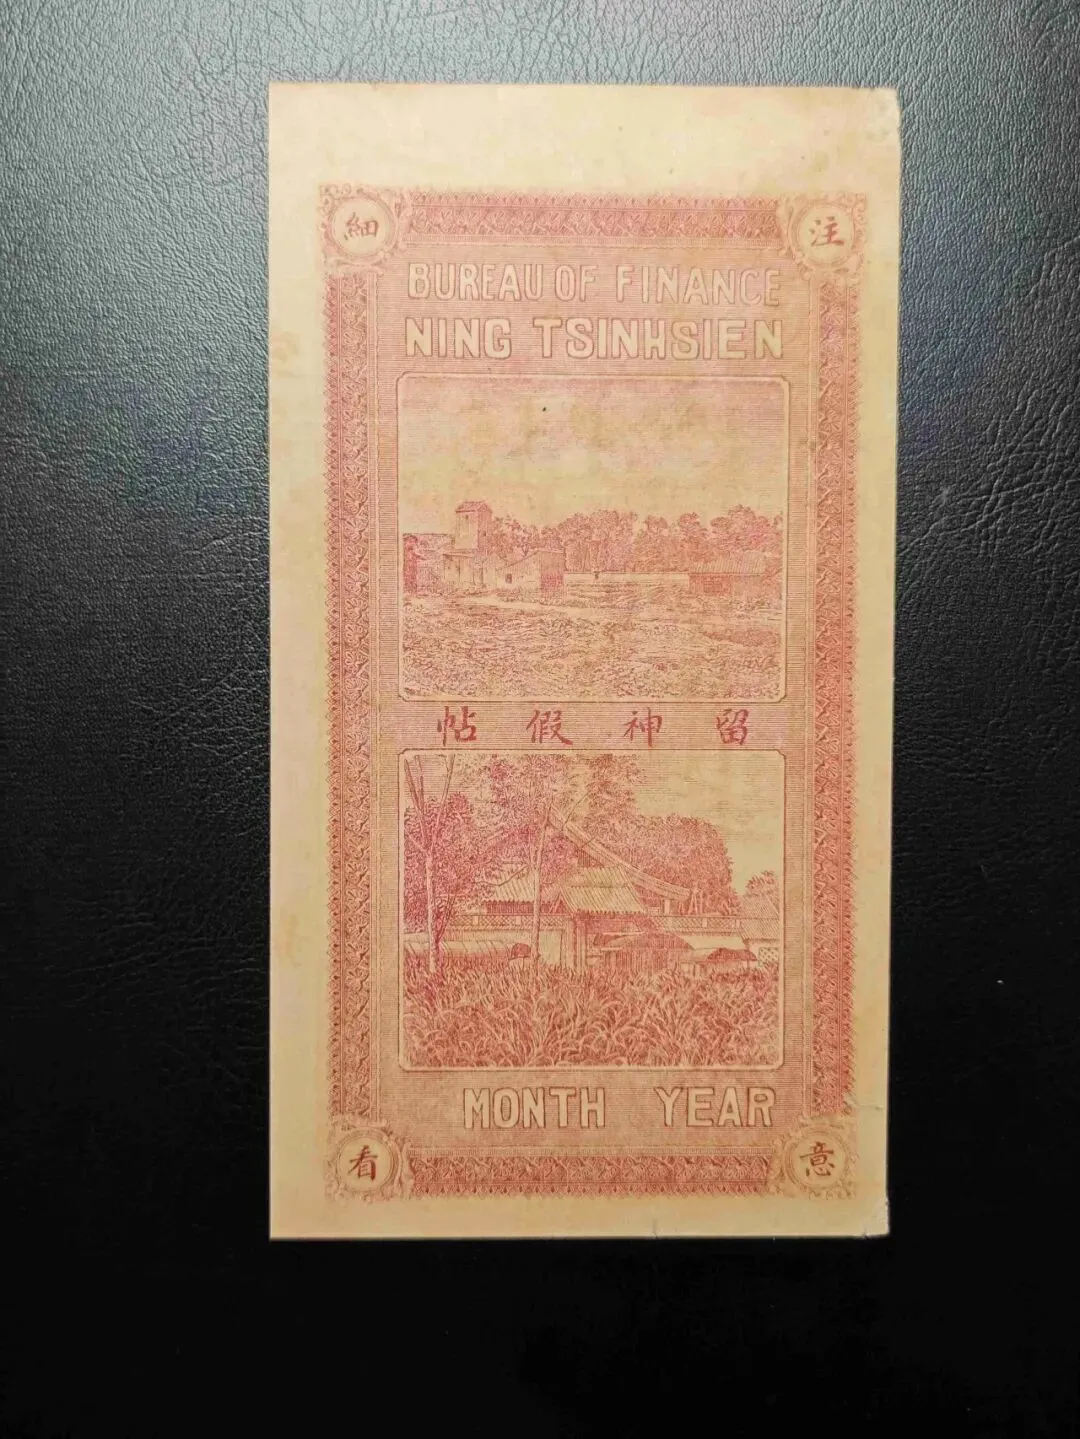 細 注
BUREAU OF FINANCE
NING TSINHSIEN
帖假神留
MONTH YEAR
看 意